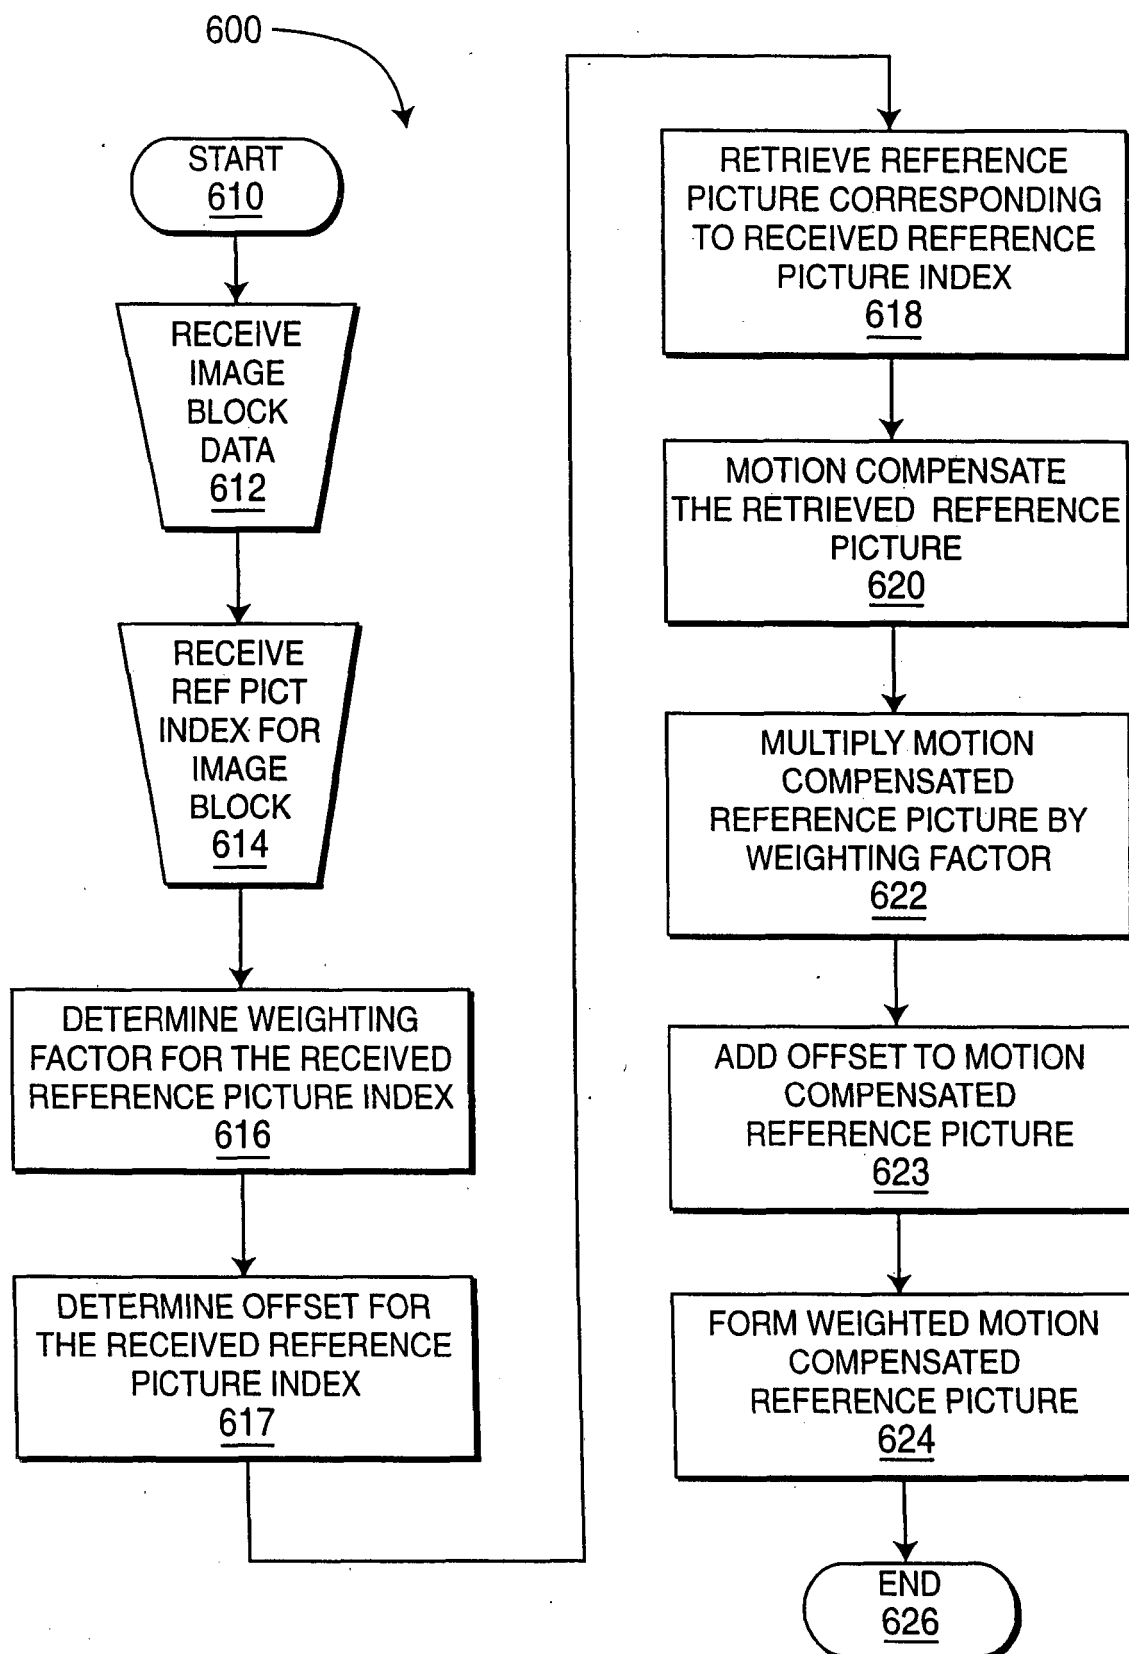 600
START
610
RECEIVE
IMAGE
BLOCK
DATA
612
RECEIVE
REF PICT
INDEX FOR
IMAGE
BLOCK
614
DETERMINE WEIGHTING
FACTOR FOR THE RECEIVED
REFERENCE PICTURE INDEX
616
DETERMINE OFFSET FOR
THE RECEIVED REFERENCE
PICTURE INDEX
617
RETRIEVE REFERENCE
PICTURE CORRESPONDING
TO RECEIVED REFERENCE
PICTURE INDEX
618
MOTION COMPENSATE
THE RETRIEVED REFERENCE
PICTURE
620
MULTIPLY MOTION
COMPENSATED
REFERENCE PICTURE BY
WEIGHTING FACTOR
622
ADD OFFSET TO MOTION
COMPENSATED
REFERENCE PICTURE
623
FORM WEIGHTED MOTION
COMPENSATED
REFERENCE PICTURE
624
END
626